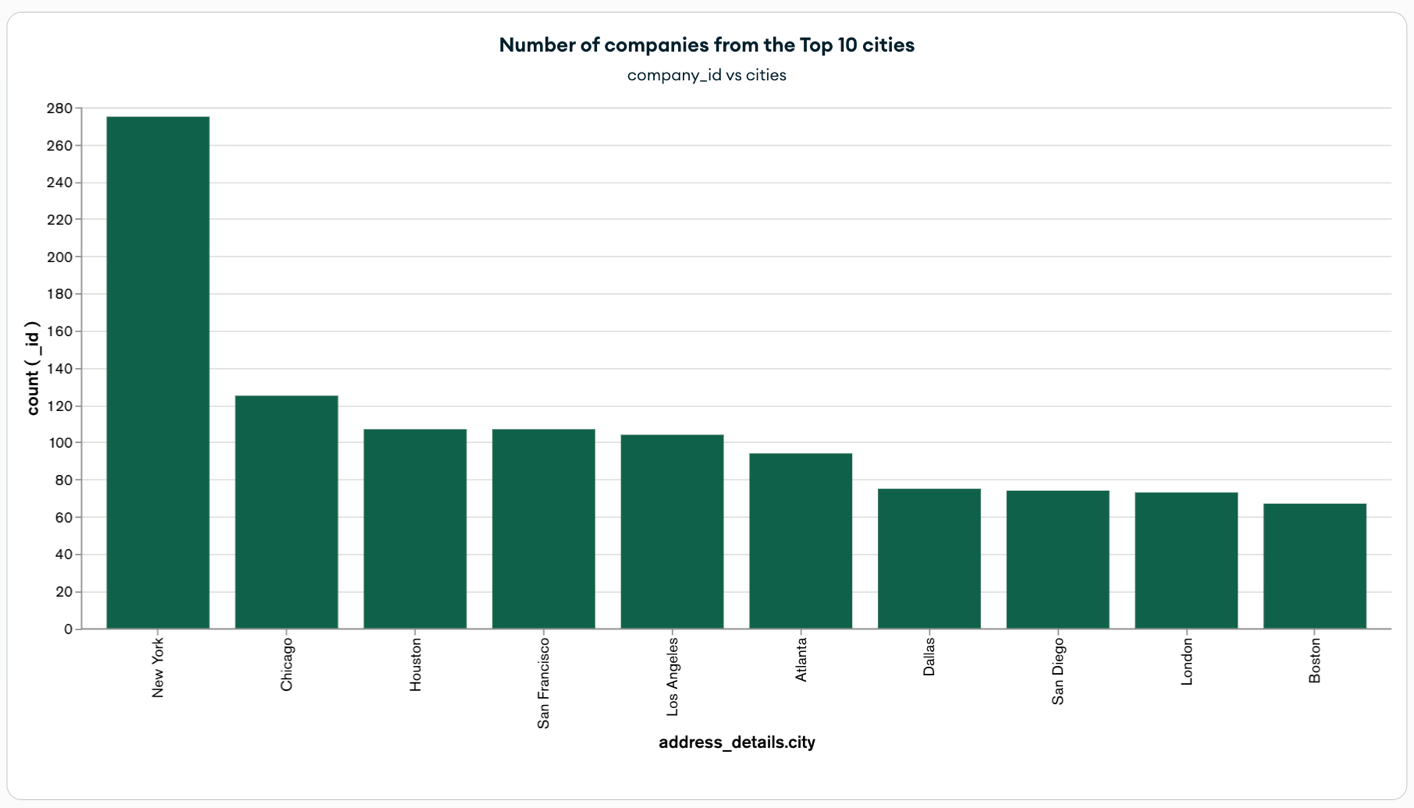 Number of companies from the Top 10 cities
company_id vs cities
280
260
240
220
200
180
160
140
120
100
80
60
40
20
0
count ( _id )
New York
Chicago
Houston
San Francisco
Los Angeles
Atlanta
Dallas
San Diego
London
Boston
address_details.city